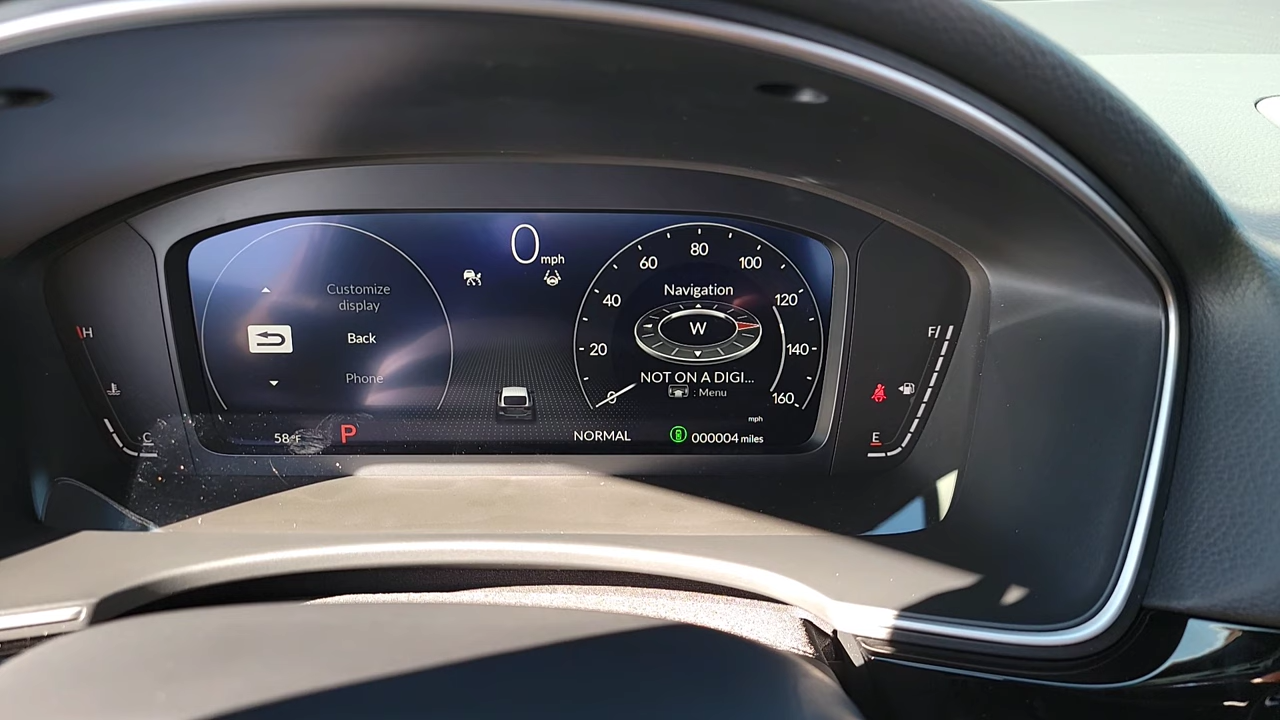 0 mph
80
60
100
Customize
display
Navigation
40
120
H
Back
W
F
20
140
Phone
NOT ON A DIGI...
: Menu
0
160
mph
58°F
P
NORMAL
000004 miles
C
E